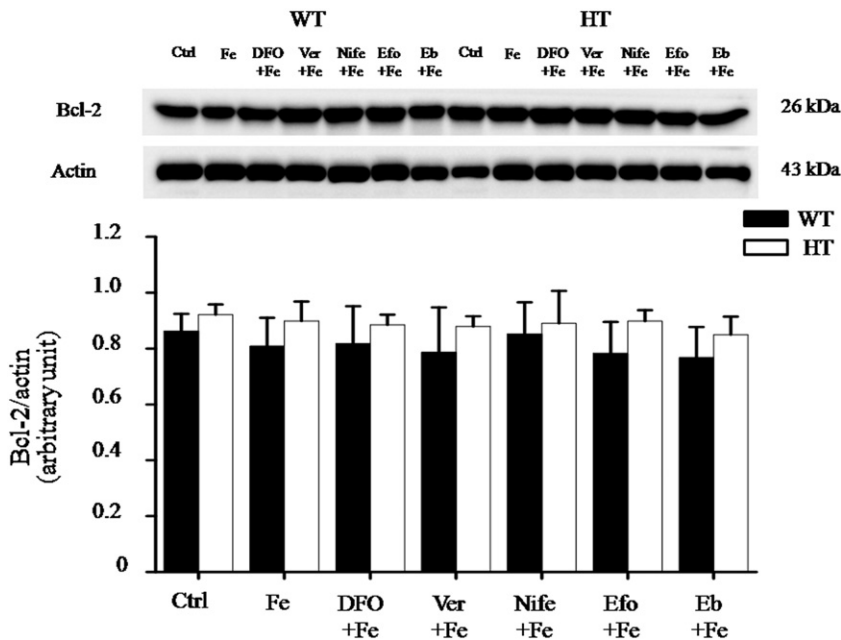 WT HT
Ctrl Fe DFO Ver Nife Efo Eb Ctrl Fe DFO Ver Nife Efo Eb
+Fe +Fe +Fe +Fe +Fe +Fe +Fe +Fe +Fe +Fe
Bcl-2 26 kDa
Actin 43 kDa
WT
HT
1.2
1.0
0.8
0.6
0.4
0.2
0
Bcl-2/actin
(arbitrary unit)
Ctrl Fe DFO Ver Nife Efo Eb
+Fe +Fe +Fe +Fe +Fe